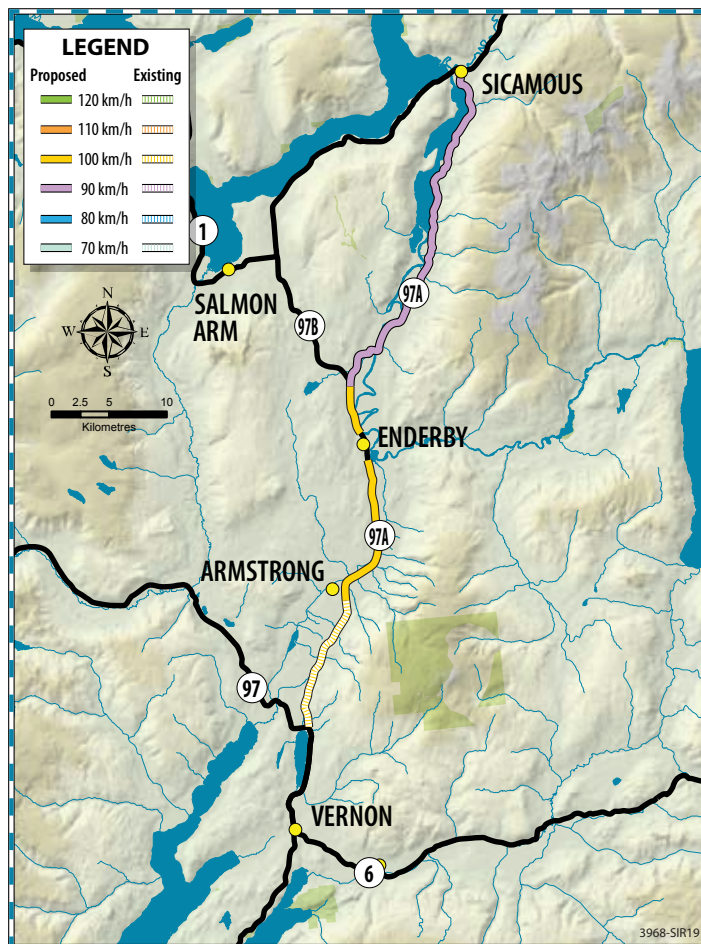 LEGEND
Proposed Existing
120 km/h
110 km/h
100 km/h
90 km/h
80 km/h
70 km/h
SICAMOUS
1
SALMON
ARM
97A
97B
N
W E
S
0 2.5 5 10
Kilometres
ENDERBY
97A
ARMSTRONG
97
VERNON
6
3968-SIR19